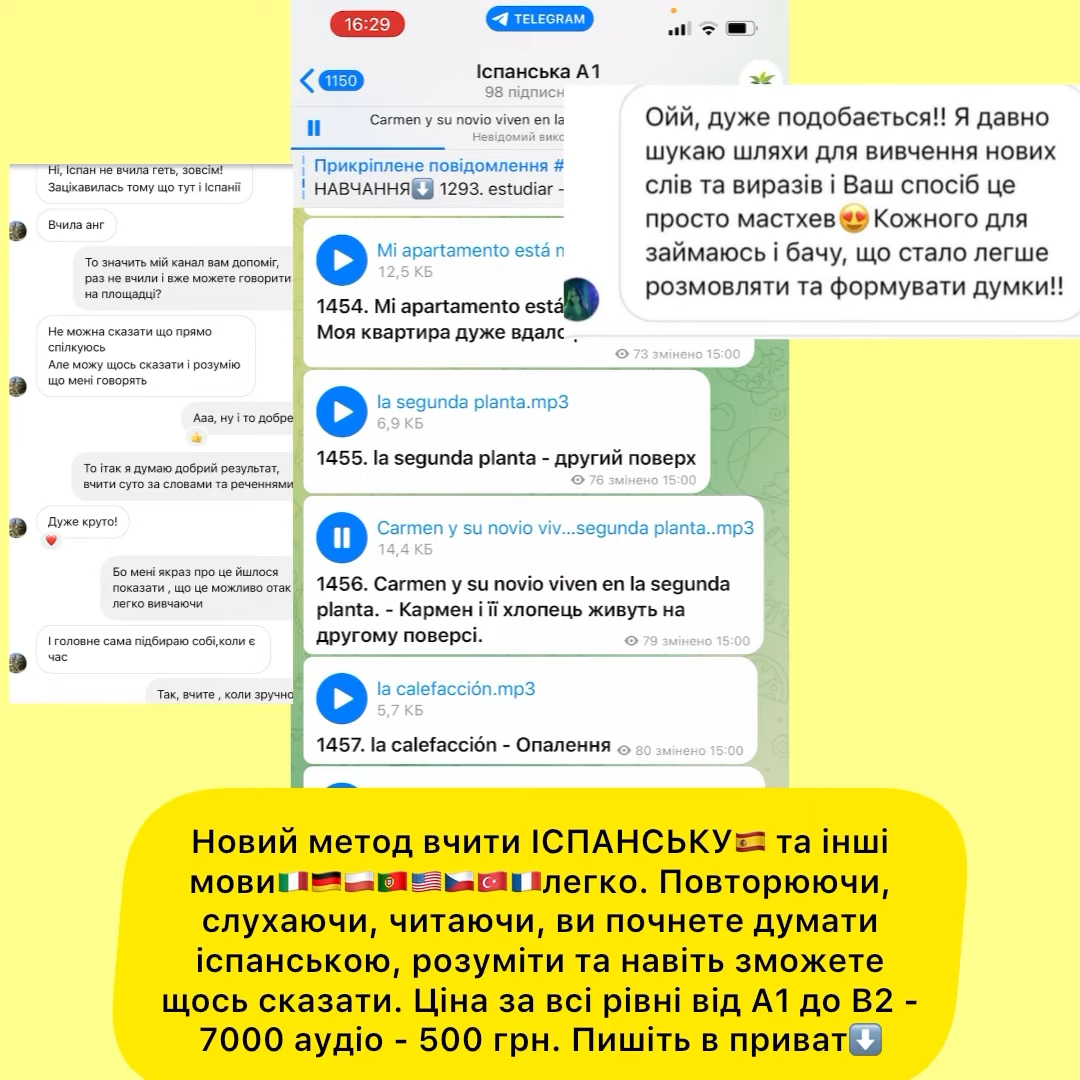 16:29
TELEGRAM
1150
Іспанська А1
98 підписн
Carmen y su novio viven en la
Невідомий вико
Прикріплене повідомлення #
НАВЧАННЯ⬇️ 1293. estudiar -
Mi apartamento está
12,5 КБ
1454. Mi apartamento está
Моя квартира дуже вдало
73 змінено 15:00
la segunda planta.mp3
6,9 КБ
1455. la segunda planta - другий поверх
76 змінено 15:00
Carmen y su novio viv...segunda planta..mp3
14,4 КБ
1456. Carmen y su novio viven en la segunda
planta. - Кармен і її хлопець живуть на
другому поверсі.
79 змінено 15:00
la calefacción.mp3
5,7 КБ
1457. la calefacción - Опалення
80 змінено 15:00
Ні, Іспан не вчила геть, зовсім!
Зацікавилась тому що тут і Іспанії
Вчила анг
То значить мій канал вам допоміг,
раз не вчили і вже можете говорити
на площадці?
Не можна сказати що прямо
спілкуюсь
Але можу щось сказати і розумію
що мені говорять
Ааа, ну і то добре
👍
То ітак я думаю добрий результат,
вчити суто за словами та реченнями
Дуже круто!
❤️
Бо мені якраз про це йшлося
показати , що це можливо отак
легко вивчаючи
І головне сама підбираю собі,коли є
час
Так, вчите , коли зручно
Ойй, дуже подобається!! Я давно
шукаю шляхи для вивчення нових
слів та виразів і Ваш спосіб це
просто мастхев😍Кожного для
займаюсь і бачу, що стало легше
розмовляти та формувати думки!!
Новий метод вчити ІСПАНСЬКУ🇪🇸 та інші
мови🇮🇹🇩🇪🇵🇱🇵🇹🇺🇸🇨🇿🇹🇷🇫🇷легко. Повторюючи,
слухаючи, читаючи, ви почнете думати
іспанською, розуміти та навіть зможете
щось сказати. Ціна за всі рівні від А1 до В2 -
7000 аудіо - 500 грн. Пишіть в приват⬇️